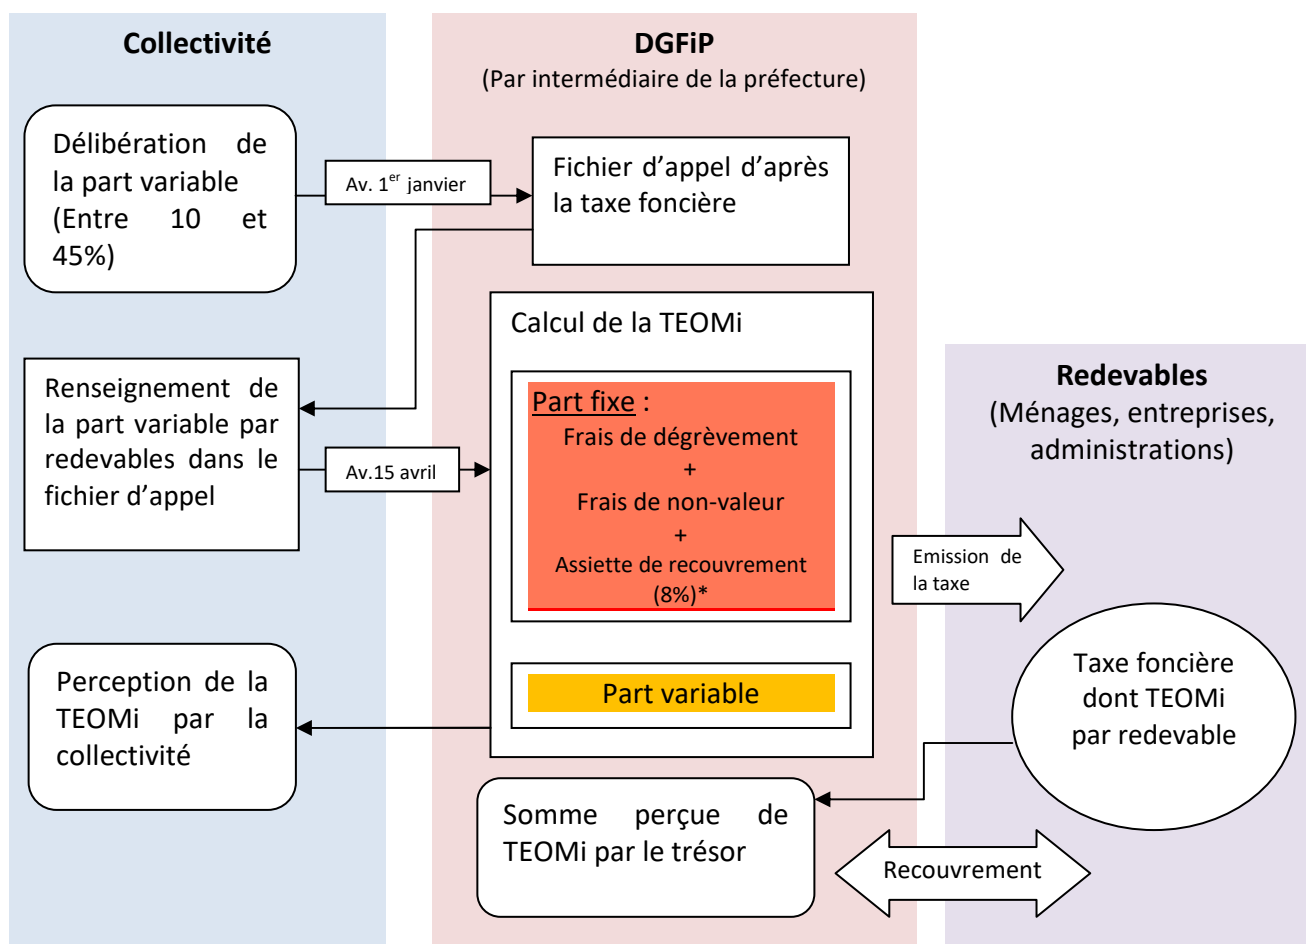 Collectivité
DGFiP
(Par intermédiaire de la préfecture)
Délibération de
la part variable
(Entre 10 et
45%)
Av. 1er janvier
Fichier d’appel d’après
la taxe foncière
Calcul de la TEOMi
Renseignement de
la part variable par
redevables dans le
fichier d’appel
Av.15 avril
Part fixe :
Frais de dégrèvement
+
Frais de non-valeur
+
Assiette de recouvrement
(8%)*
Part variable
Redevables
(Ménages, entreprises,
administrations)
Emission de
la taxe
Taxe foncière
dont TEOMi
par redevable
Perception de la
TEOMi par la
collectivité
Somme perçue de
TEOMi par le trésor
Recouvrement